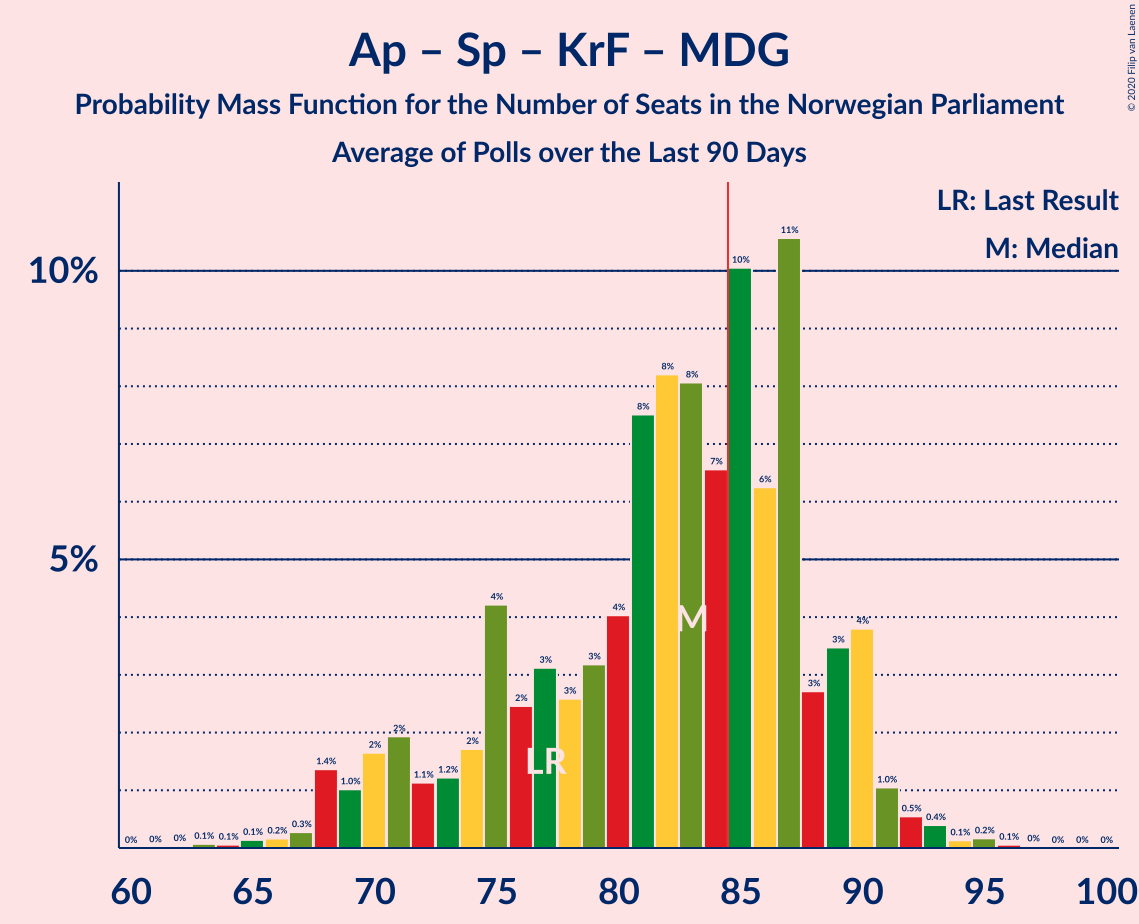 Ap – Sp – KrF – MDG
Probability Mass Function for the Number of Seats in the Norwegian Parliament
Average of Polls over the Last 90 Days
© 2020 Filip van Laenen
LR: Last Result
M: Median
10%
5%
0% 0% 0% 0.1% 0.1% 0.1% 0.2% 0.3% 1.4% 1.0% 2% 2% 1.1% 1.2% 2% 4% 2% 3% 3% 3% 4% 8% 8% 8% 7% 10% 6% 11% 3% 3% 4% 1.0% 0.5% 0.4% 0.1% 0.2% 0.1% 0% 0% 0% 0%
M
LR
60 65 70 75 80 85 90 95 100